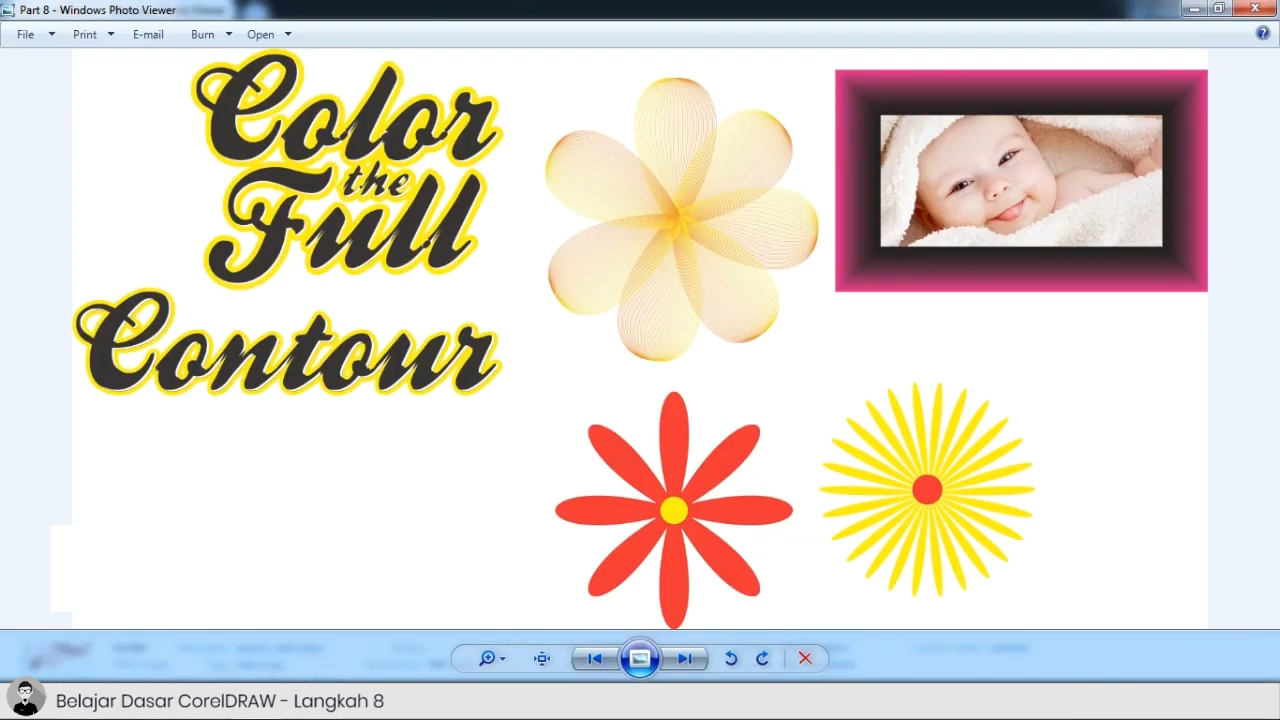 Part 8 - Windows Photo Viewer
File Print E-mail Burn Open
Color
the
Full
Contour
Belajar Dasar CorelDRAW - Langkah 8